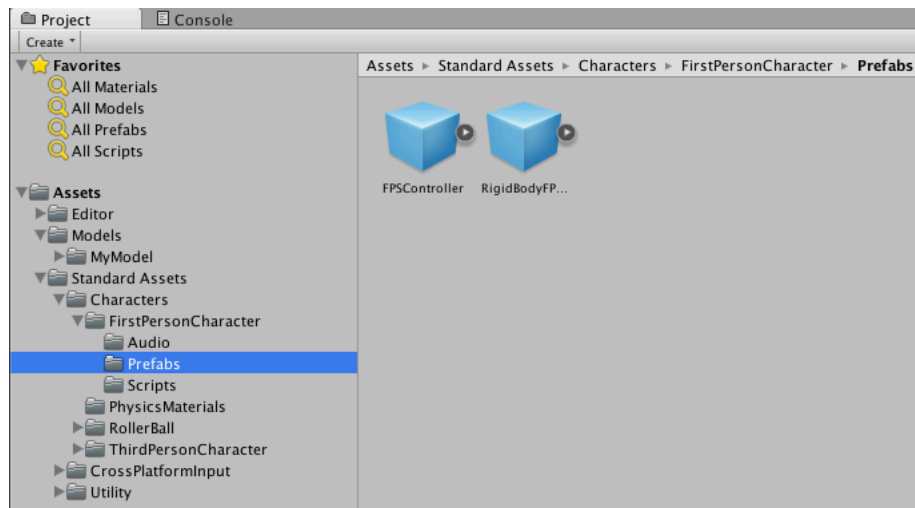 Project
Console
Create
Favorites
All Materials
All Models
All Prefabs
All Scripts
Assets
Editor
Models
MyModel
Standard Assets
Characters
FirstPersonCharacter
Audio
Prefabs
Scripts
PhysicsMaterials
RollerBall
ThirdPersonCharacter
CrossPlatformInput
Utility
Assets ▸ Standard Assets ▸ Characters ▸ FirstPersonCharacter ▸ Prefabs
FPSController
RigidBodyFP...